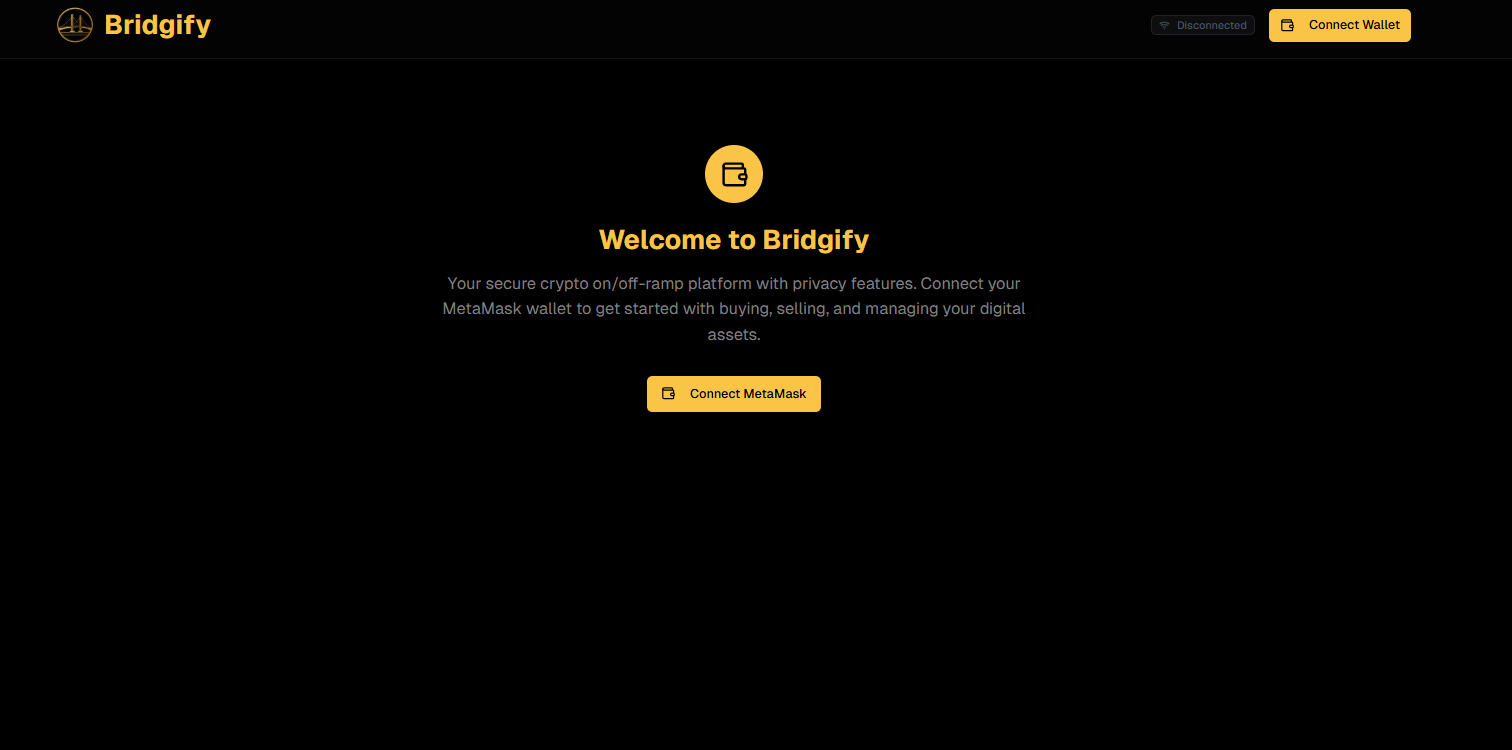 Bridgify
Disconnected
Connect Wallet
Welcome to Bridgify
Your secure crypto on/off-ramp platform with privacy features. Connect your
MetaMask wallet to get started with buying, selling, and managing your digital
assets.
Connect MetaMask